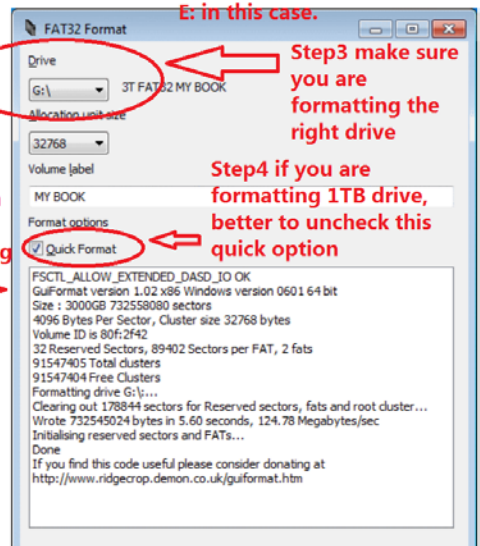 E: in this case.
FAT32 Format
Drive
G:\ 3T FAT32 MY BOOK
Step3 make sure
you are
formatting the
right drive
Allocation unit size
32768
Volume label
MY BOOK
Step4 if you are
formatting 1TB drive,
better to uncheck this
quick option
Format options
Quick Format
g
FSCTL_ALLOW_EXTENDED_DASD_IO OK
GuiFormat version 1.02 x86 Windows version 0601 64 bit
Size : 3000GB 732558080 sectors
4096 Bytes Per Sector, Cluster size 32768 bytes
Volume ID is 80f:2f42
32 Reserved Sectors, 89402 Sectors per FAT, 2 fats
91547405 Total clusters
91547404 Free Clusters
Formatting drive G:\:...
Clearing out 178844 sectors for Reserved sectors, fats and root cluster...
Wrote 732545024 bytes in 5.60 seconds, 124.78 Megabytes/sec
Initialising reserved sectors and FATs...
Done
If you find this code useful please consider donating at
http://www.ridgecrop.demon.co.uk/guiformat.htm